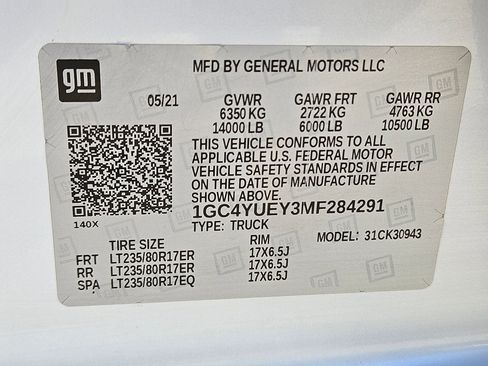 gm
MFD BY GENERAL MOTORS LLC
05/21 GVWR GAWR FRT GAWR RR
6350 KG 2722 KG 4763 KG
14000 LB 6000 LB 10500 LB
THIS VEHICLE CONFORMS TO ALL
APPLICABLE U.S. FEDERAL MOTOR
VEHICLE SAFETY STANDARDS IN EFFECT
ON THE DATE OF MANUFACTURE
SHOWN ABOVE.
140X
1GC4YUEY3MF284291
TYPE: TRUCK MODEL: 31CK30943
TIRE SIZE RIM
FRT LT235/80R17ER 17X6.5J
RR LT235/80R17ER 17X6.5J
SPA LT235/80R17EQ 17X6.5J